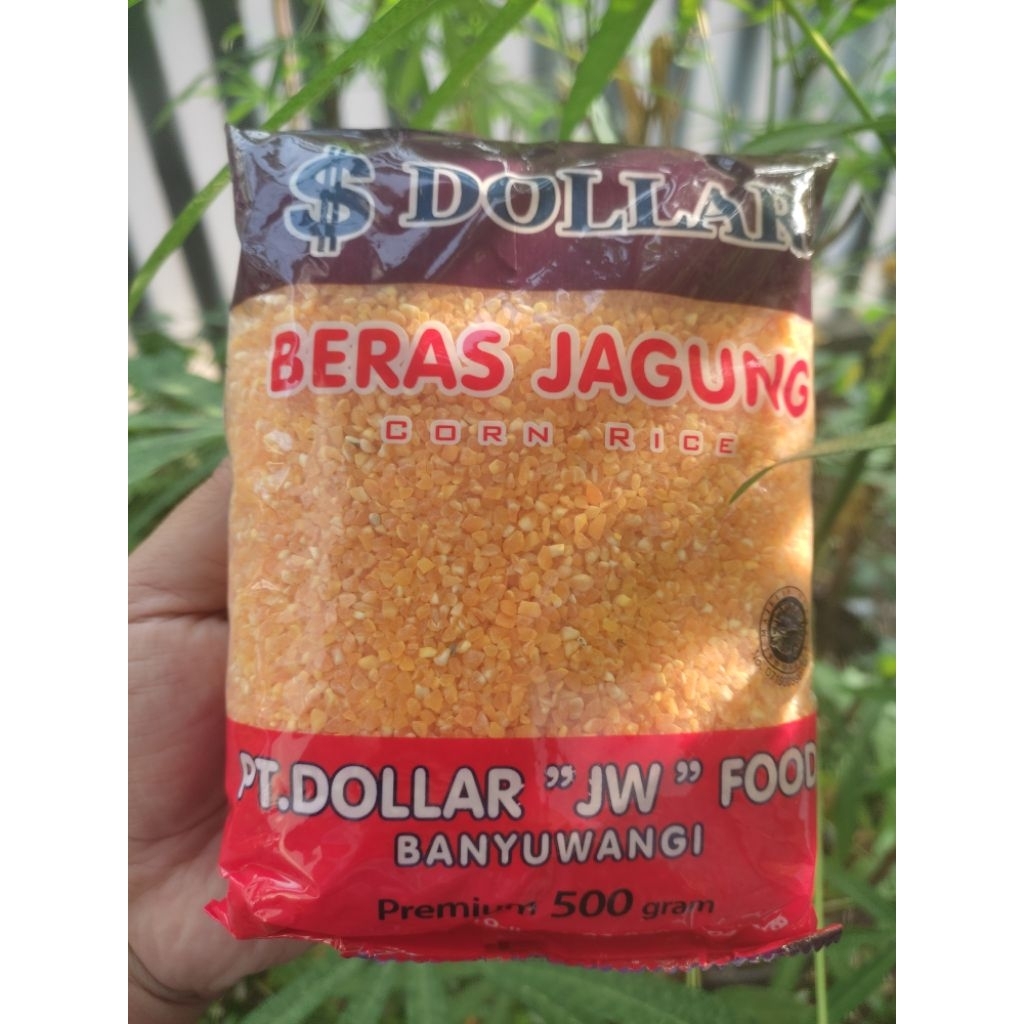 $ DOLLAR
BERAS JAGUNG
CORN RICE
PT.DOLLAR "JW" FOOD
BANYUWANGI
Premium 500 gram